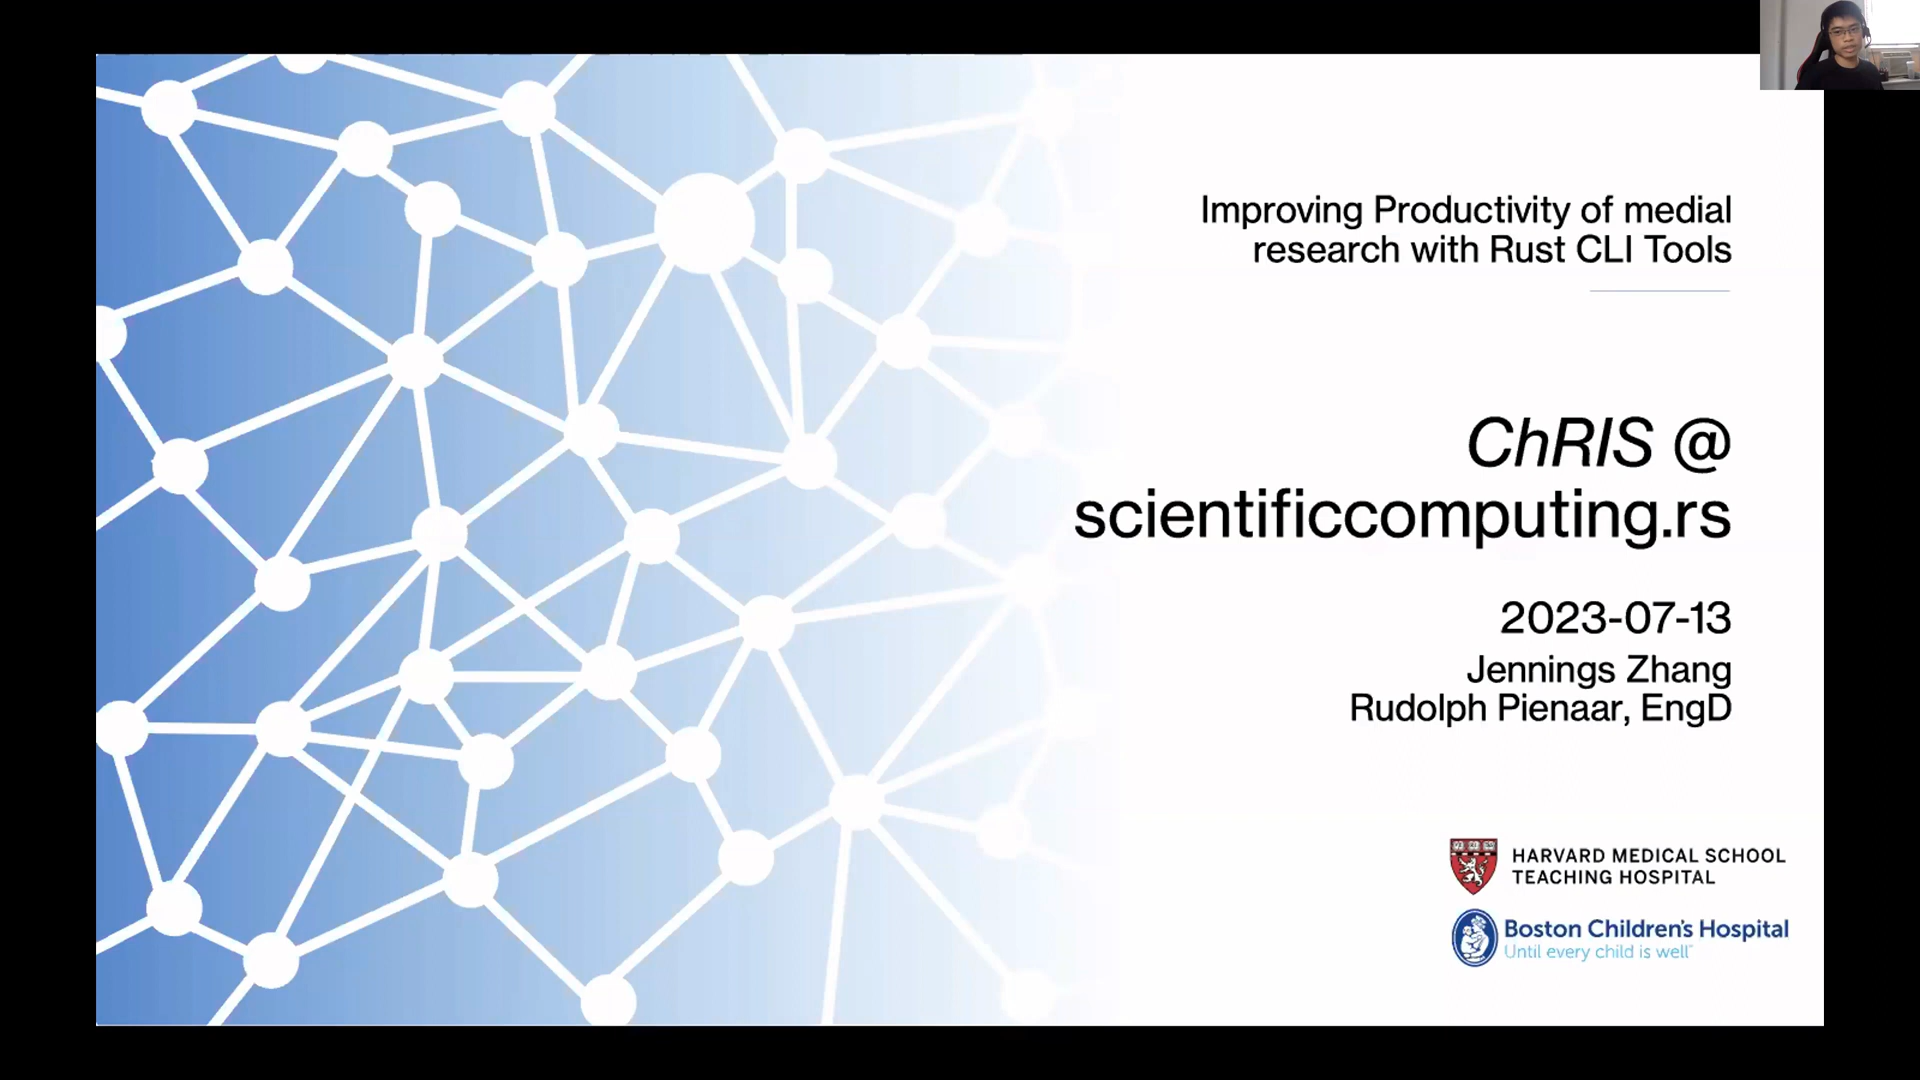 Improving Productivity of medial
research with Rust CLI Tools
ChRIS @
scientificcomputing.rs
2023-07-13
Jennings Zhang
Rudolph Pienaar, EngD
HARVARD MEDICAL SCHOOL
TEACHING HOSPITAL
Boston Children's Hospital
Until every child is well™